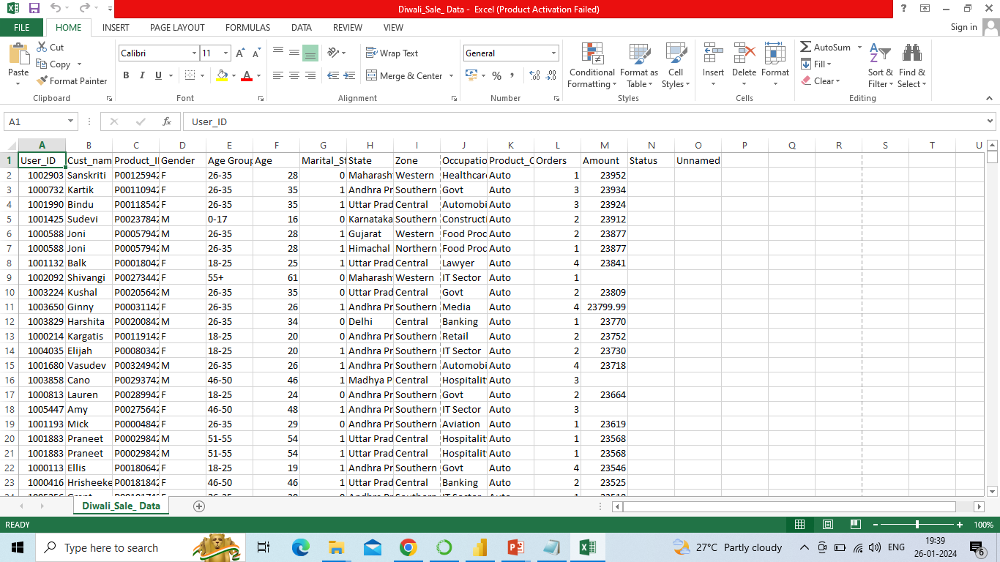 Diwali_Sale_ Data - Excel (Product Activation Failed)
FILE HOME INSERT PAGE LAYOUT FORMULAS DATA REVIEW VIEW Sign in
Paste Cut Copy Format Painter Clipboard
Calibri 11 B I U A A A Font
Wrap Text Merge & Center Alignment
General % , Number
Conditional Formatting Format as Table Cell Styles Styles
Insert Delete Format Cells
AutoSum Fill Clear Sort & Filter Find & Select Editing
A1 fx User_ID
A B C D E F G H I J K L M N O P Q R S T U
1 User_ID Cust_nam Product_I Gender Age Group Age Marital_St State Zone Occupatio Product_C Orders Amount Status Unnamed
2 1002903 Sanskriti P00125942 F 26-35 28 0 Maharash Western Healthcar Auto 1 23952
3 1000732 Kartik P00110942 F 26-35 35 1 Andhra Pr Southern Govt Auto 3 23934
4 1001990 Bindu P00118542 F 26-35 35 1 Uttar Prad Central Automobi Auto 3 23924
5 1001425 Sudevi P00237842 M 0-17 16 0 Karnataka Southern Constructi Auto 2 23912
6 1000588 Joni P00057942 M 26-35 28 1 Gujarat Western Food Proc Auto 2 23877
7 1000588 Joni P00057942 M 26-35 28 1 Himachal Northern Food Proc Auto 1 23877
8 1001132 Balk P00018042 F 18-25 25 1 Uttar Prad Central Lawyer Auto 4 23841
9 1002092 Shivangi P00273442 F 55+ 61 0 Maharash Western IT Sector Auto 1
10 1003224 Kushal P00205642 M 26-35 35 0 Uttar Prad Central Govt Auto 2 23809
11 1003650 Ginny P00031142 F 26-35 26 1 Andhra Pr Southern Media Auto 4 23799.99
12 1003829 Harshita P00200842 M 26-35 34 0 Delhi Central Banking Auto 1 23770
13 1000214 Kargatis P00119142 F 18-25 20 0 Andhra Pr Southern Retail Auto 2 23752
14 1004035 Elijah P00080342 F 18-25 20 1 Andhra Pr Southern IT Sector Auto 2 23730
15 1001680 Vasudev P00324942 M 26-35 26 1 Andhra Pr Southern Automobi Auto 4 23718
16 1003858 Cano P00293742 M 46-50 46 1 Madhya P Central Hospitalit Auto 3
17 1000813 Lauren P00289942 F 18-25 24 0 Andhra Pr Southern Govt Auto 2 23664
18 1005447 Amy P00275642 F 46-50 48 1 Andhra Pr Southern IT Sector Auto 3
19 1001193 Mick P00004842 F 26-35 29 0 Andhra Pr Southern Aviation Auto 1 23619
20 1001883 Praneet P00029842 M 51-55 54 1 Uttar Prad Central Hospitalit Auto 1 23568
21 1001883 Praneet P00029842 M 51-55 54 1 Uttar Prad Central Hospitalit Auto 1 23568
22 1000113 Ellis P00180642 F 18-25 19 1 Andhra Pr Southern Govt Auto 4 23546
23 1000416 Hrisheeke P00181842 F 46-50 46 1 Uttar Prad Central Banking Auto 2 23525
Diwali_Sale_ Data
READY 100%
Type here to search 27°C Partly cloudy ENG 19:39
26-01-2024 6